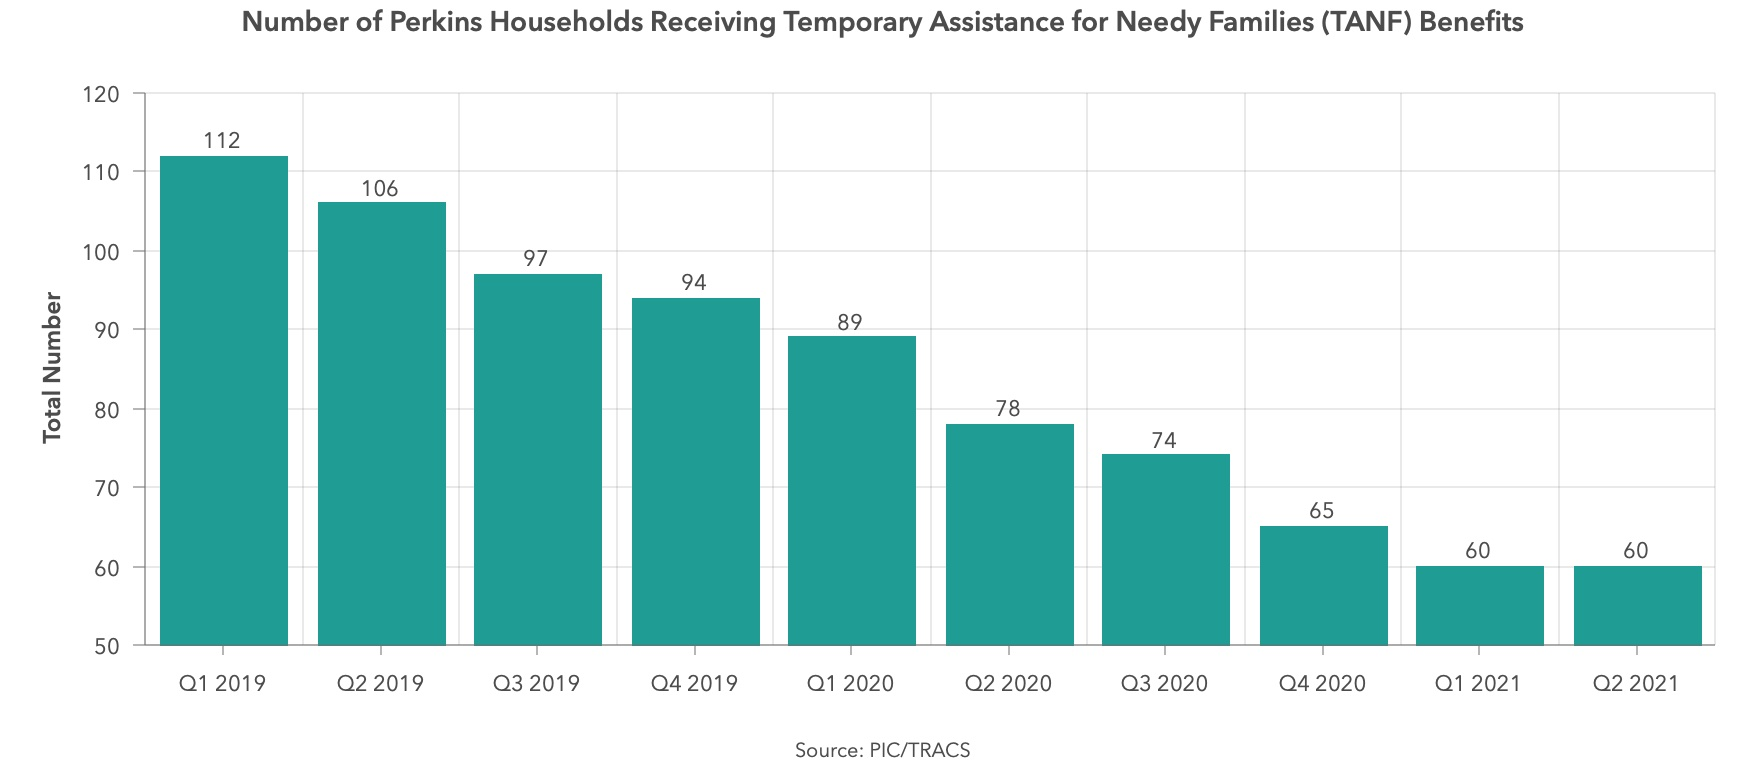 Number of Perkins Households Receiving Temporary Assistance for Needy Families (TANF) Benefits
Total Number
120
110
100
90
80
70
60
50
112
106
97
94
89
78
74
65
60
60
Q1 2019
Q2 2019
Q3 2019
Q4 2019
Q1 2020
Q2 2020
Q3 2020
Q4 2020
Q1 2021
Q2 2021
Source: PIC/TRACS